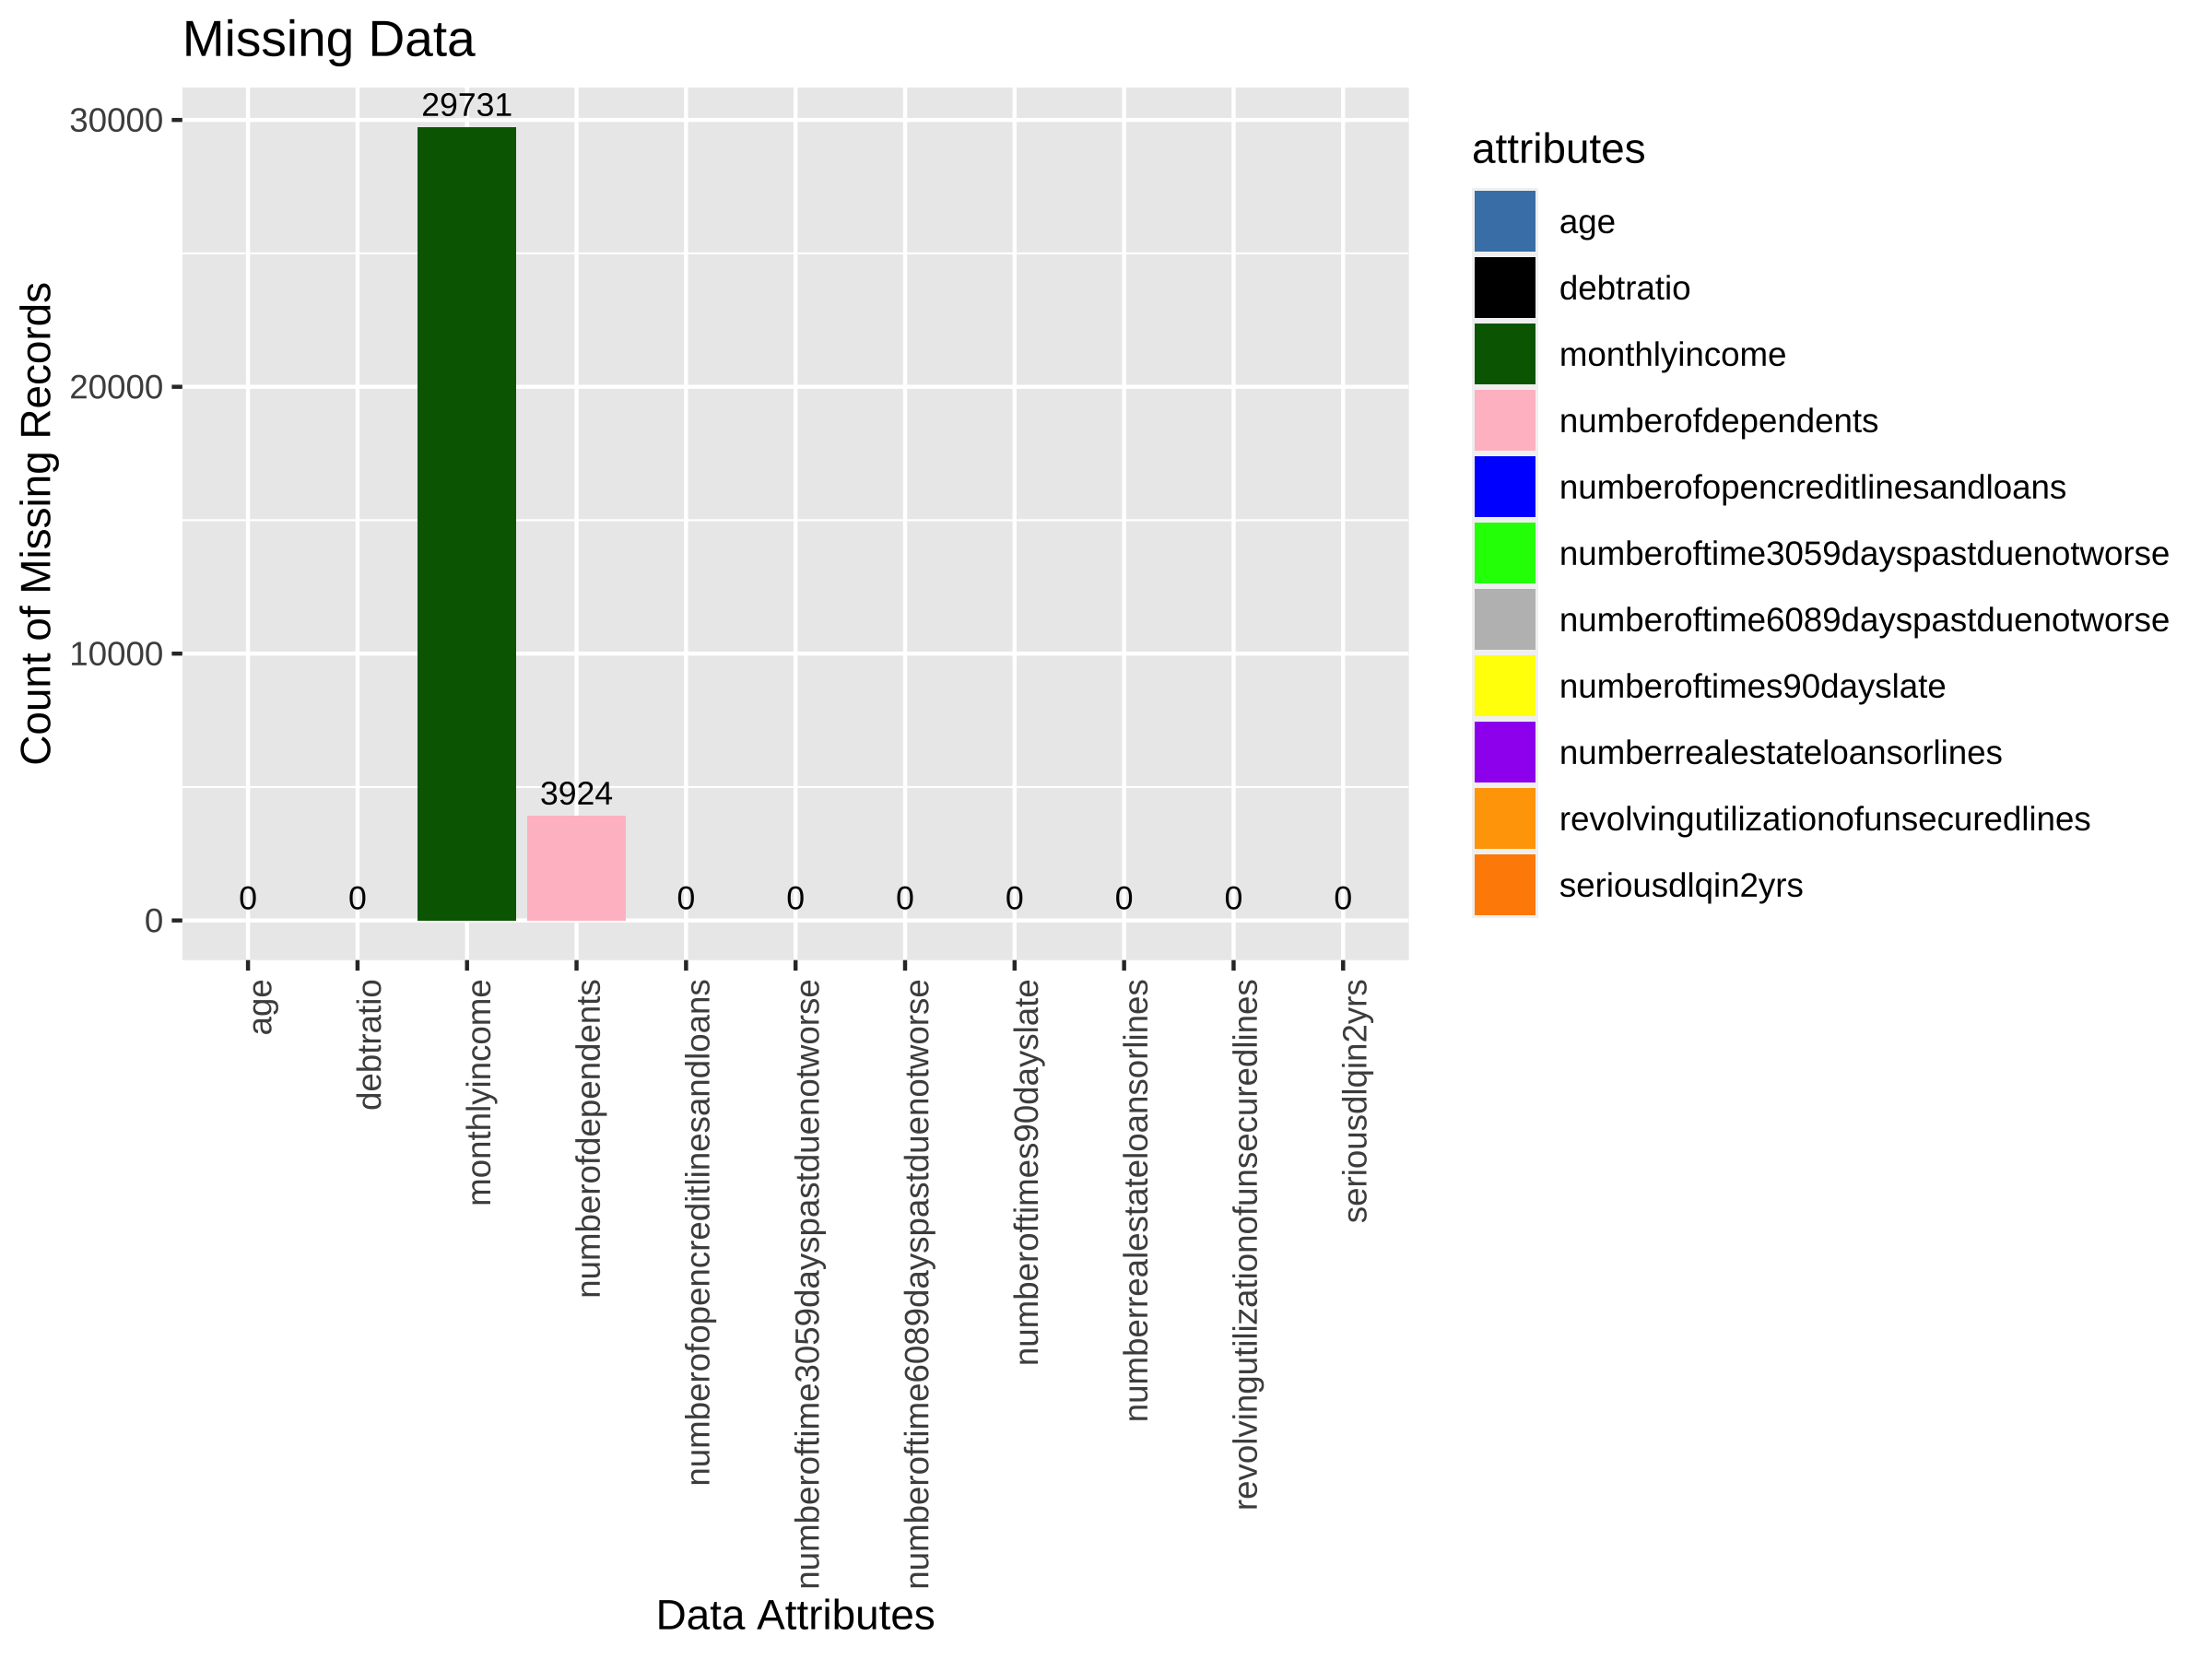 Missing Data
Count of Missing Records
30000
20000
10000
0
29731
3924
0
0
0
0
0
0
0
0
0
age
debtratio
monthlyincome
numberofdependents
numberofopencreditlinesandloans
numberoftime3059dayspastduenotworse
numberoftime6089dayspastduenotworse
numberoftimes90dayslate
numberrealestateloansorlines
revolvingutilizationofunsecuredlines
seriousdlqin2yrs
Data Attributes
attributes
age
debtratio
monthlyincome
numberofdependents
numberofopencreditlinesandloans
numberoftime3059dayspastduenotworse
numberoftime6089dayspastduenotworse
numberoftimes90dayslate
numberrealestateloansorlines
revolvingutilizationofunsecuredlines
seriousdlqin2yrs